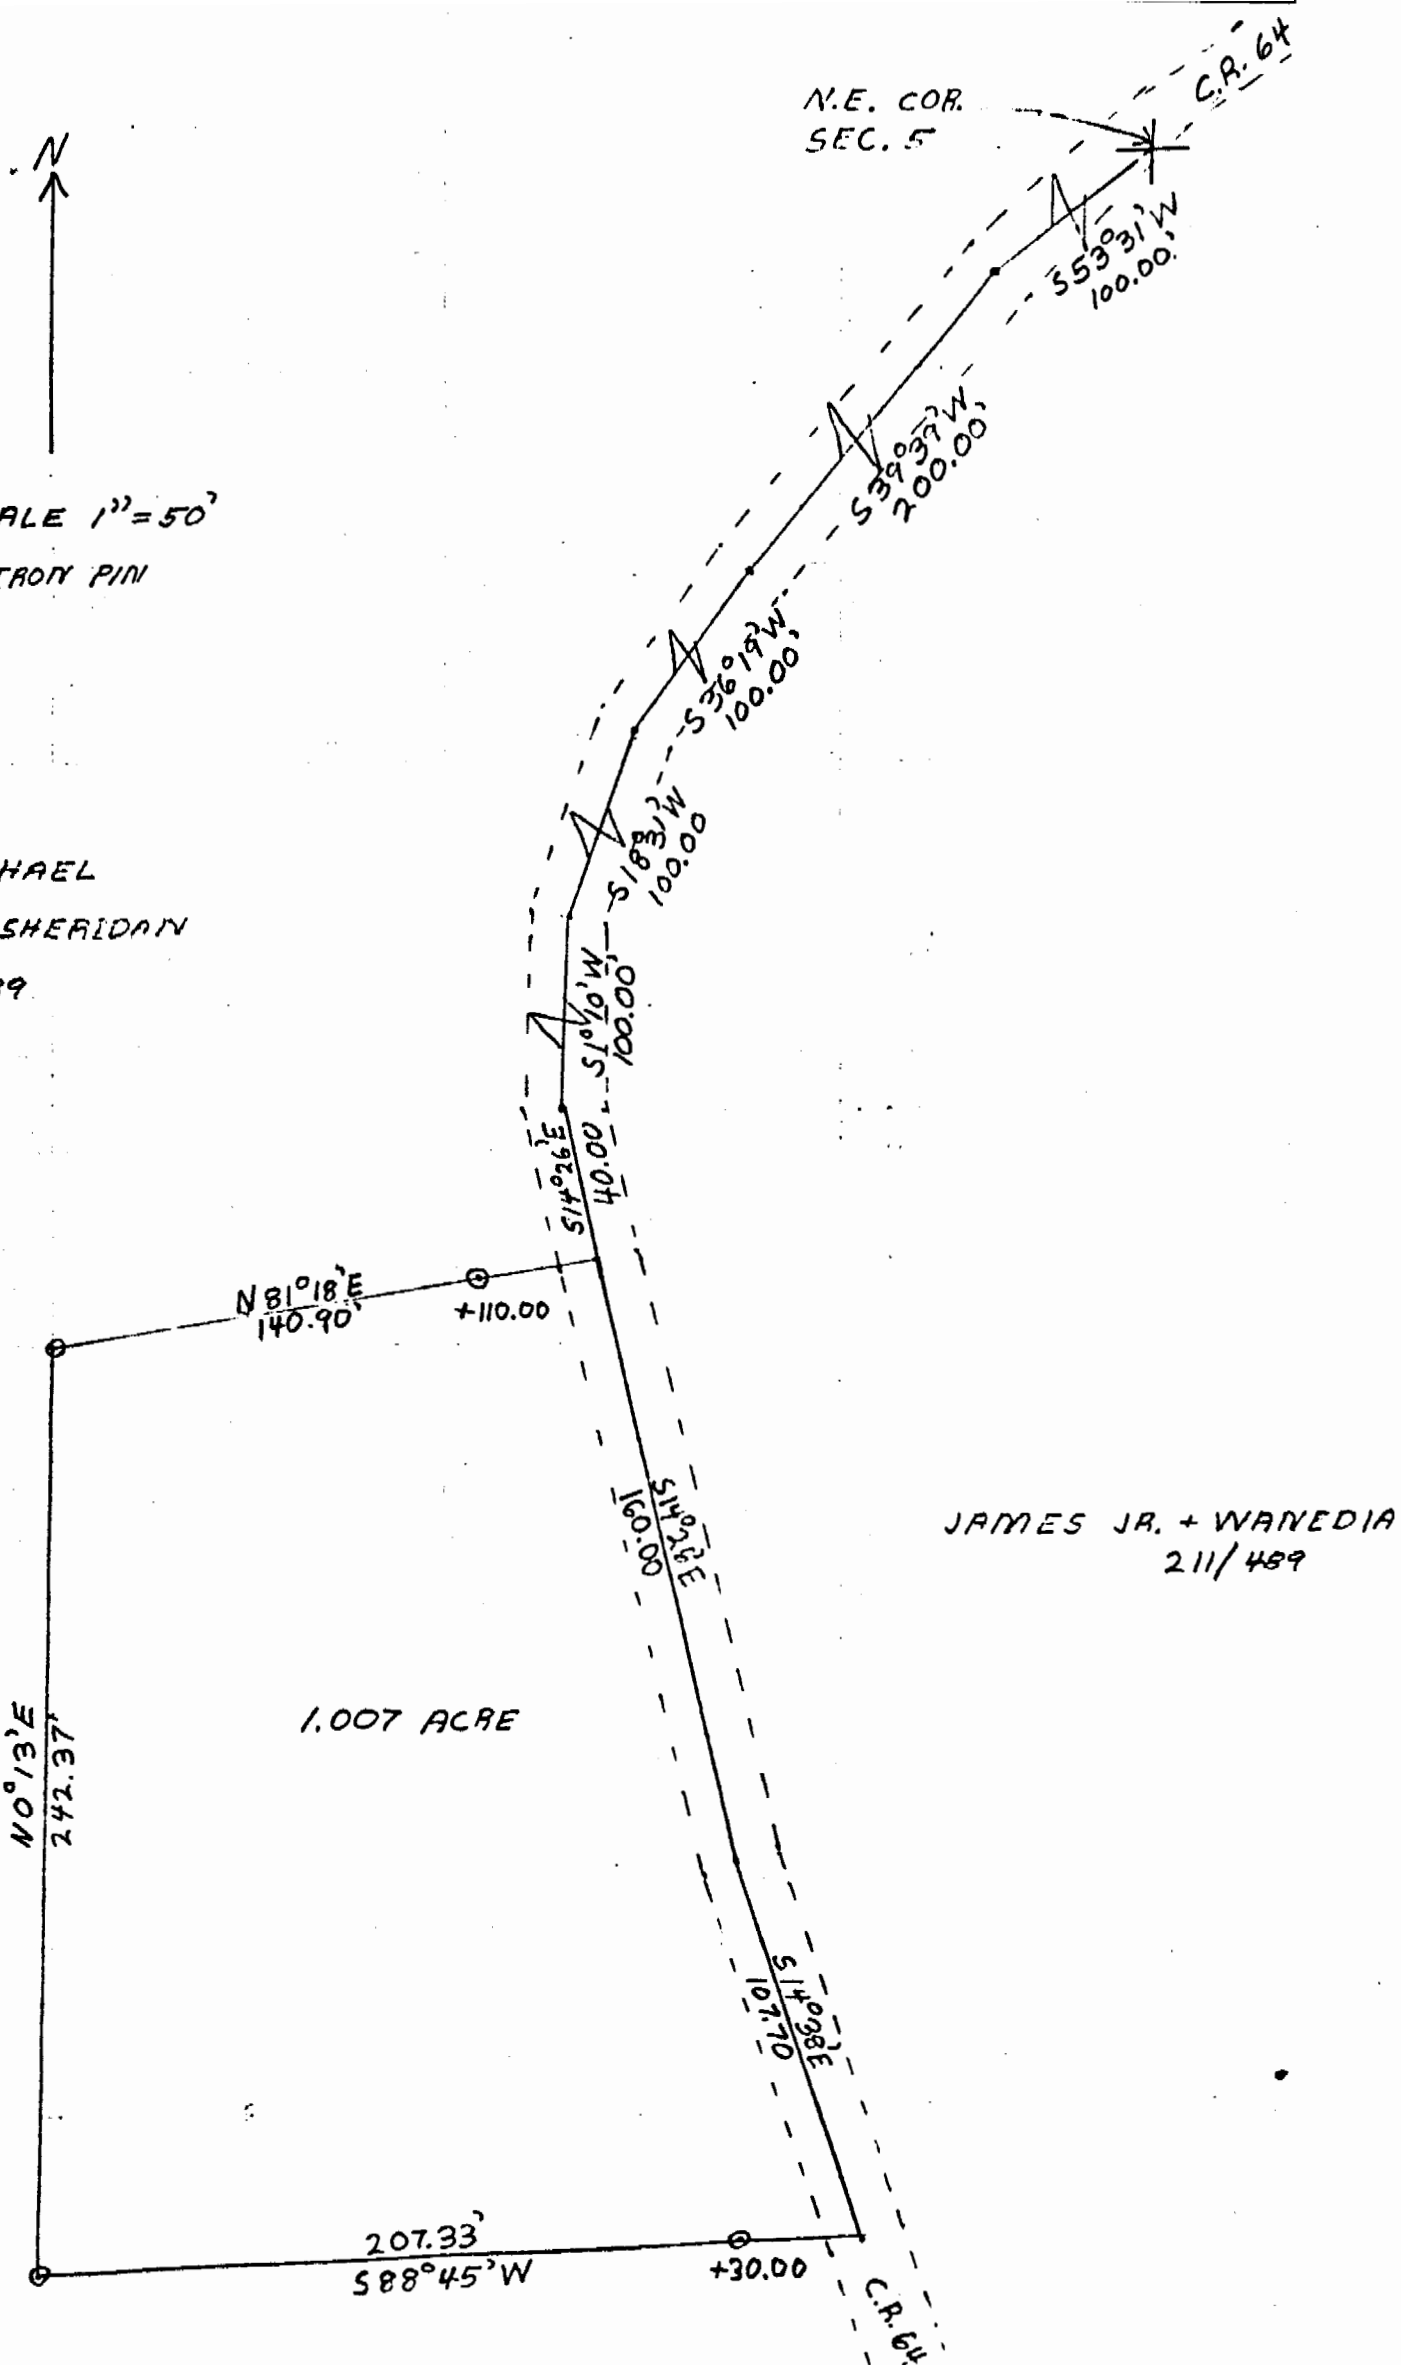 C.R. 64
N.E. COR.
SEC. 5
N
S53°31'W
100.00'
S39°39'W
200.00'
ALE 1"=50'
IRON PIN
S36°19'W
100.00'
S18°31'W
100.00
HAEL
SHERIDAN
S1°10'W
100.00'
S14°26'E
40.00
N81°18'E
140.90'
+110.00
S14°26'E
160.00
JAMES JR. + WANEDIA
211/489
1.007 ACRE
N0°13'E
242.37'
S14°38'E
107.70
207.33'
S88°45'W
+30.00
C.R. 64